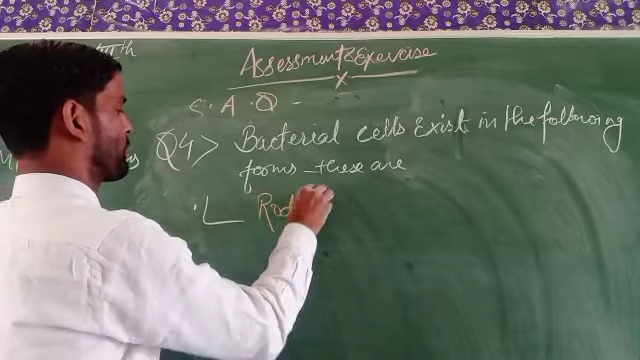 Assessment Exercise
x
S. A. Q -
Q4> Bacterial cells Exist in the following
forms - these are
Rod